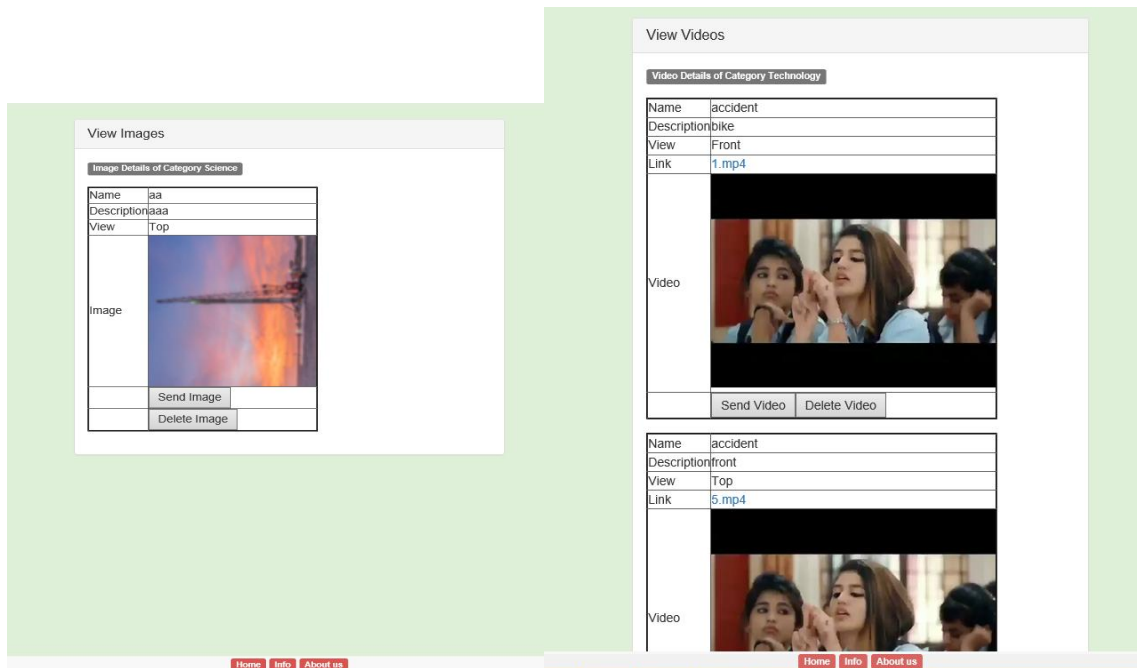 View Images
Image Details of Category Science
Name aa
Description aaa
View Top
Image
Send Image
Delete Image
Home Info About us
View Videos
Video Details of Category Technology
Name accident
Description bike
View Front
Link 1.mp4
Video
Send Video Delete Video
Name accident
Description front
View Top
Link 5.mp4
Video
Home Info About us